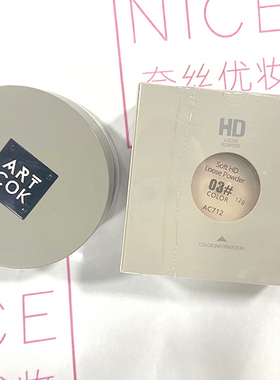 NICE
奈丝优妆
ART
OK
HD
LOOSE
POWDER
Soft HD
Loose Powder
03#
COLOR
12g
AC712
COLOR INFORMATION
NICE